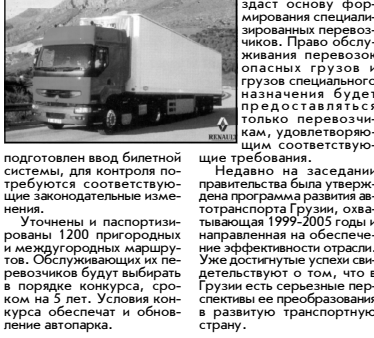 RENAULT
подготовлен ввод билетной
системы, для контроля по-
требуются соответствую-
щие законодательные изме-
нения.
Уточнены и паспортизи-
рованы 1200 пригородных
и междугородных маршру-
тов. Обслуживающих их пе-
ревозчиков будут выбирать
в порядке конкурса, сро-
ком на 5 лет. Условия кон-
курса обеспечат и обнов-
ление автопарка.
здаст основу фор-
мирования специали-
зированных перевоз-
чиков. Право обслу-
живания перевозок
опасных грузов и
грузов специального
назначения будет
предоставляться
только перевозчи-
кам, удовлетворяю-
щим соответствую-
щие требования.
Недавно на заседании
правительства была утверж-
дена программа развития ав-
тотранспорта Грузии, охва-
тывающая 1999-2005 годы и
направленная на обеспече-
ние эффективности отрасли.
Уже достигнутые успехи сви-
детельствуют о том, что в
Грузии есть серьезные пер-
спективы ее преобразования
в развитую транспортную
страну.